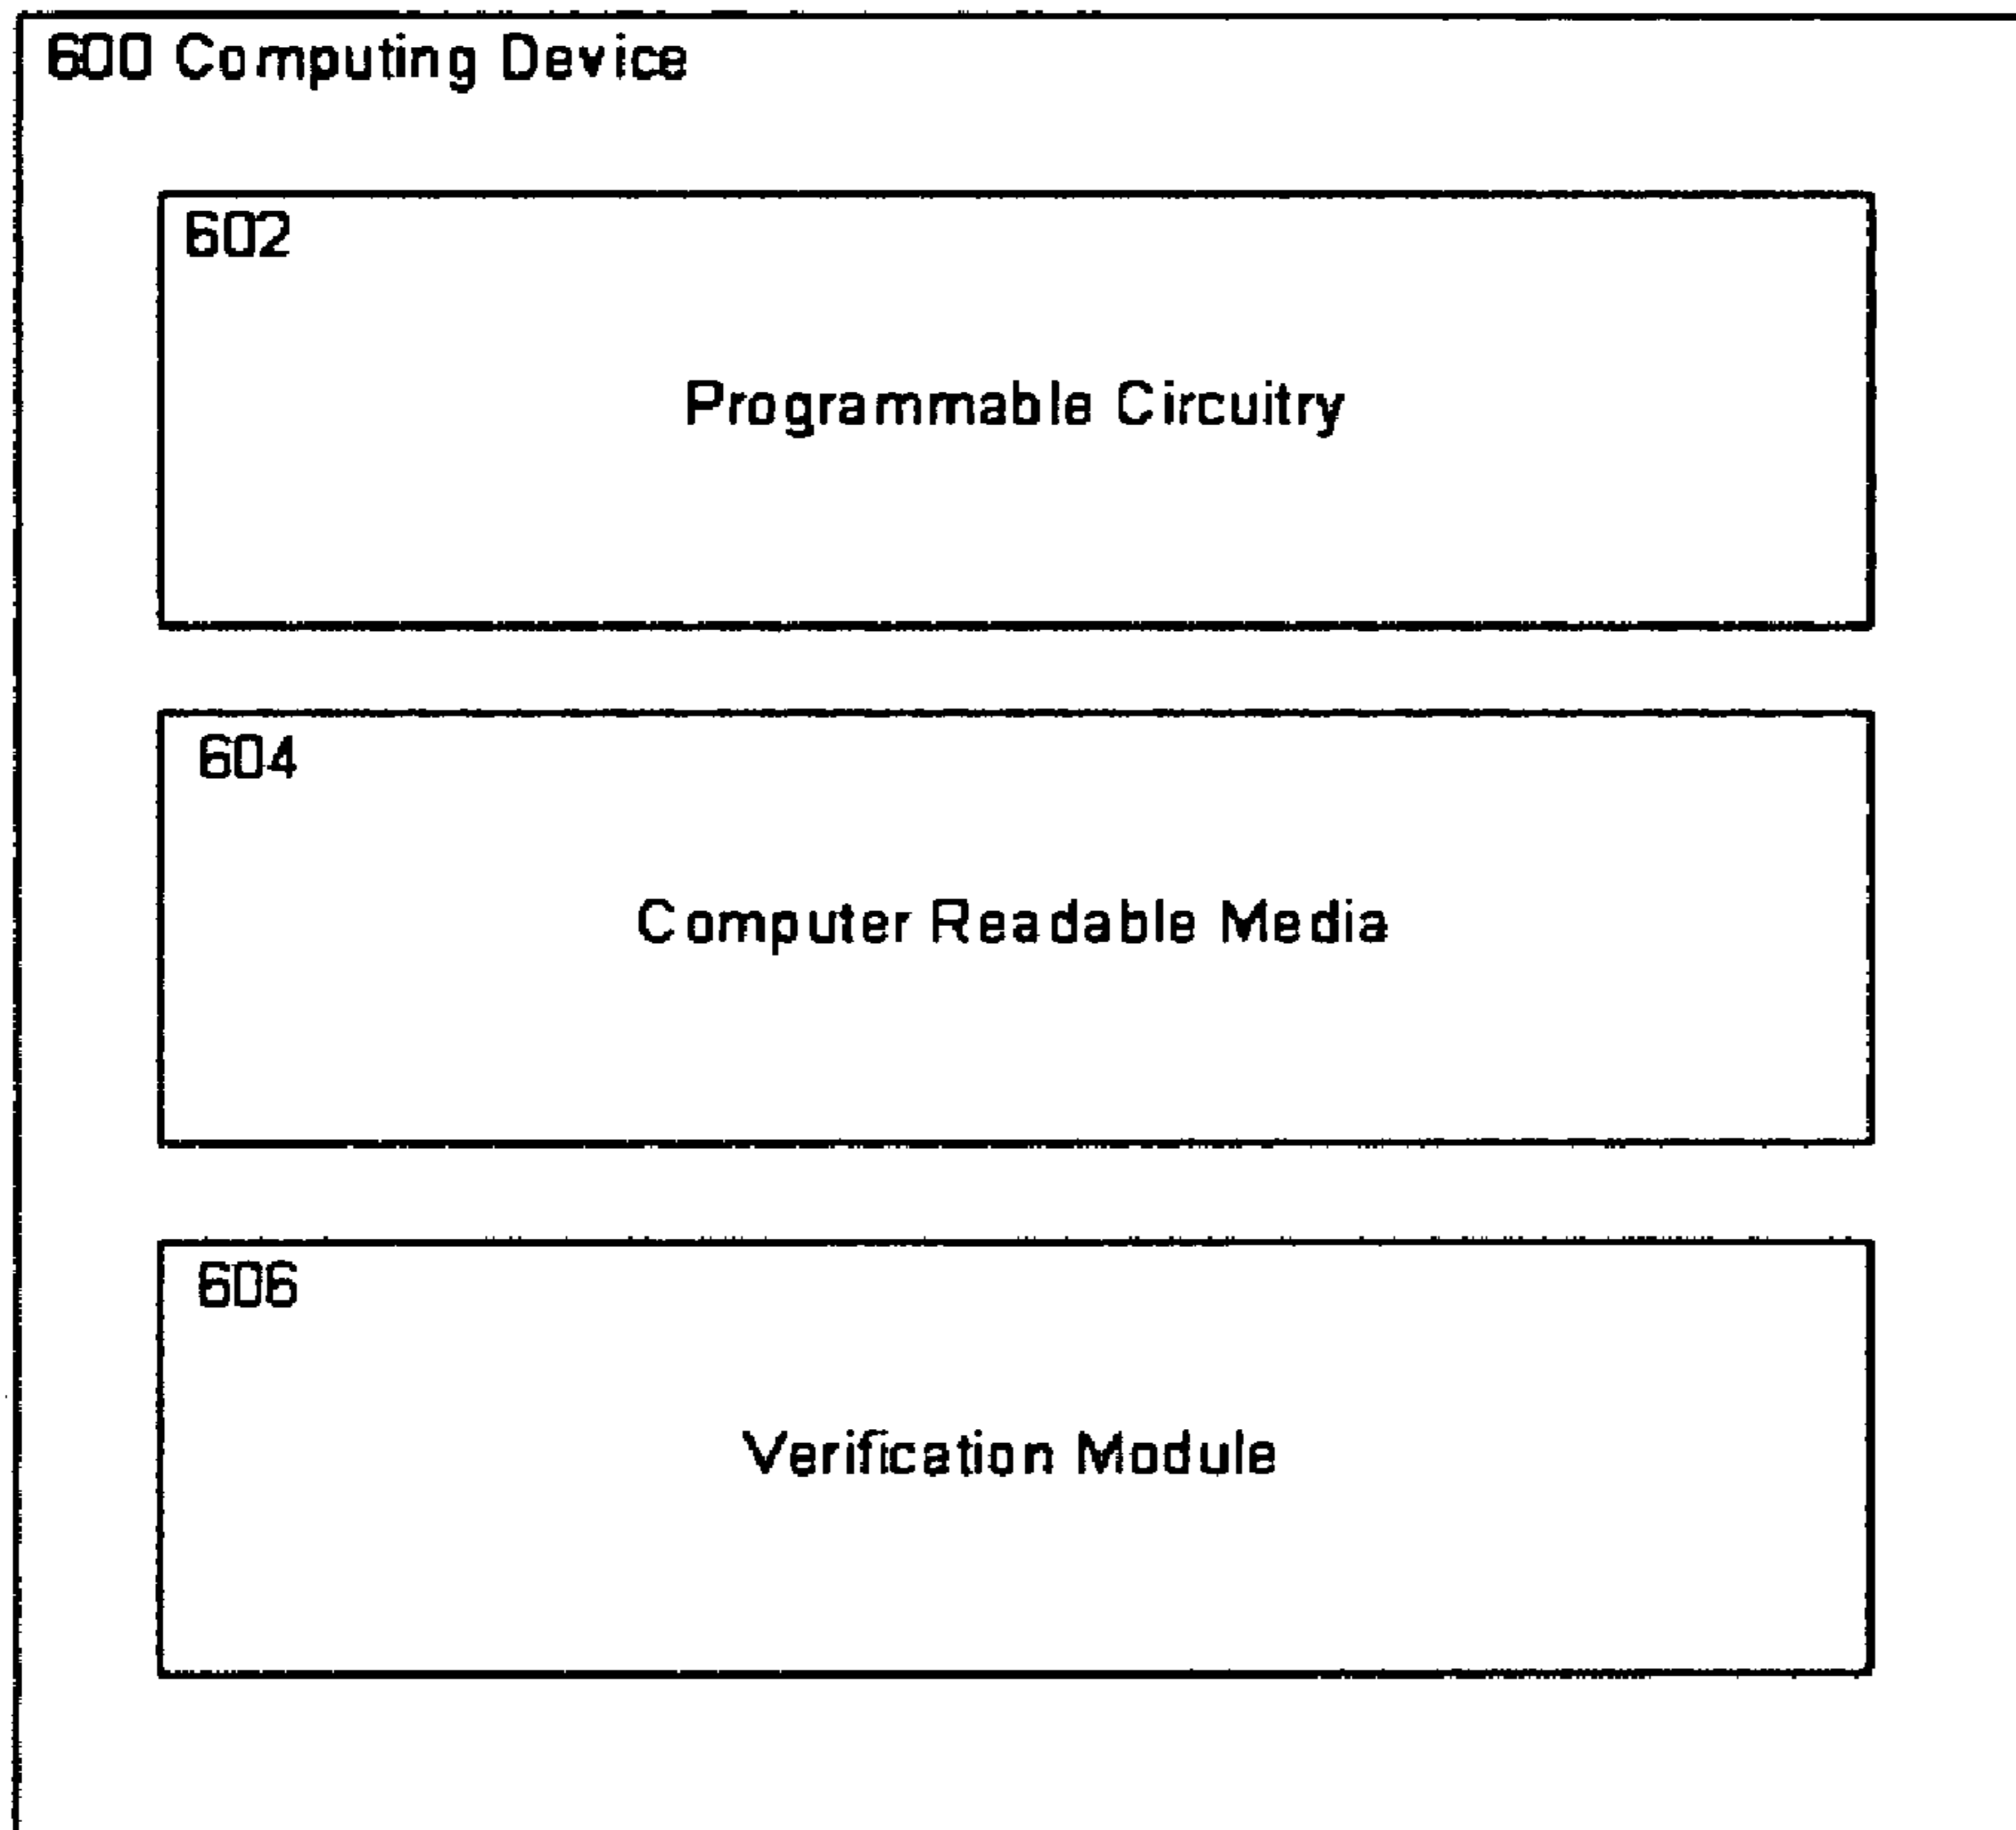 600 Computing Device
602
Programmable Circuitry
604
Computer Readable Media
606
Verification Module